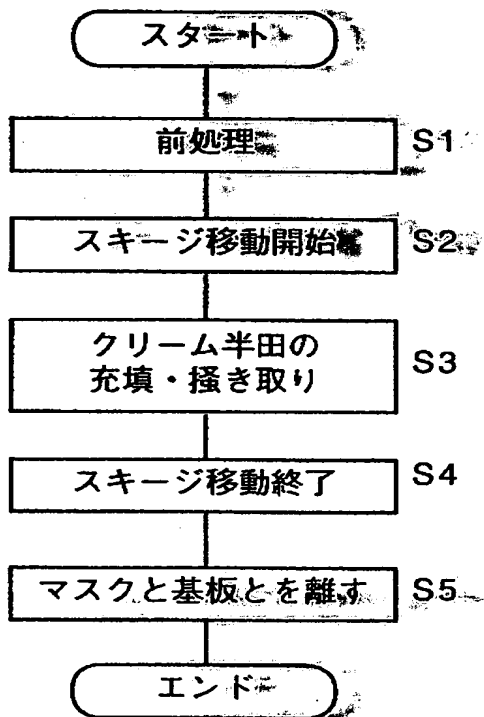 スタート
前処理
S1
スキージ移動開始
S2
クリーム半田の
充填・掻き取り
S3
スキージ移動終了
S4
マスクと基板とを離す
S5
エンド